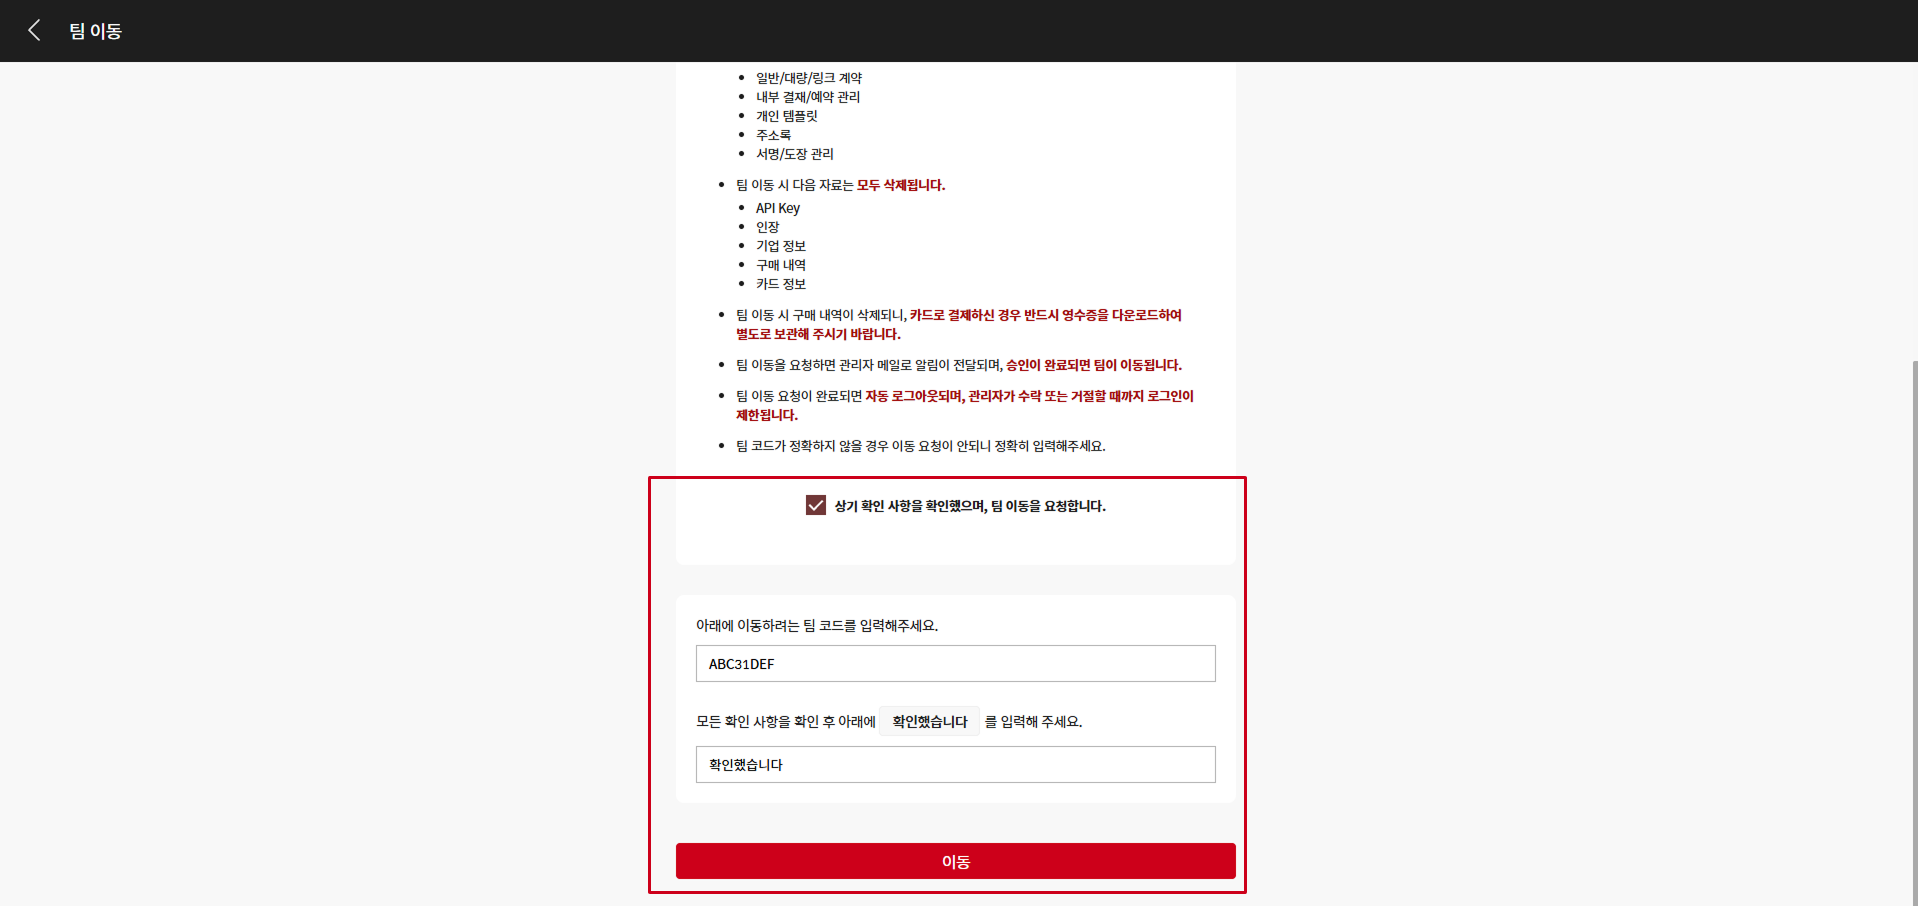 팀 이동
일반/대량/링크 계약
내부 결재/예약 관리
개인 템플릿
주소록
서명/도장 관리
팀 이동 시 다음 자료는 모두 삭제됩니다.
API Key
인장
기업 정보
구매 내역
카드 정보
팀 이동 시 구매 내역이 삭제되니, 카드로 결제하신 경우 반드시 영수증을 다운로드하여
별도로 보관해 주시기 바랍니다.
팀 이동을 요청하면 관리자 메일로 알림이 전달되며, 승인이 완료되면 팀이 이동됩니다.
팀 이동 요청이 완료되면 자동 로그아웃되며, 관리자가 수락 또는 거절할 때까지 로그인이
제한됩니다.
팀 코드가 정확하지 않을 경우 이동 요청이 안되니 정확히 입력해주세요.
상기 확인 사항을 확인했으며, 팀 이동을 요청합니다.
아래에 이동하려는 팀 코드를 입력해주세요.
ABC31DEF
모든 확인 사항을 확인 후 아래에 확인했습니다 를 입력해 주세요.
확인했습니다
이동